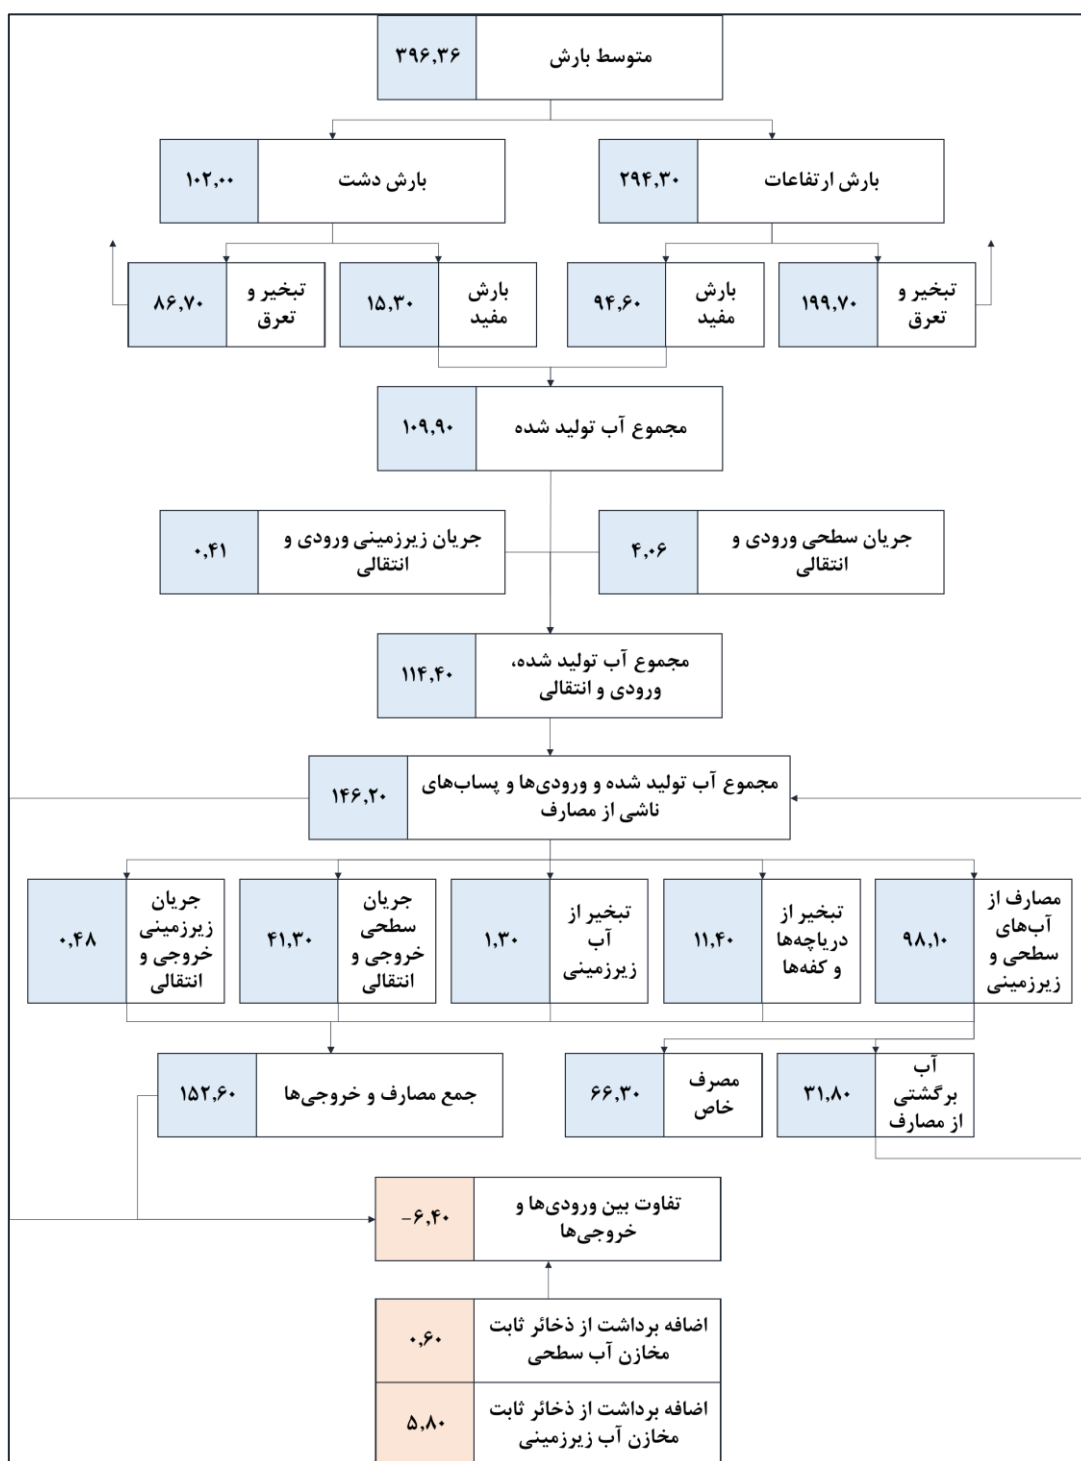 متوسط بارش
۳۹۶,۳۶
بارش ارتفاعات
۲۹۴,۳۰
بارش دشت
۱۰۲,۰۰
تبخیر و
تعرق
۱۹۹,۷۰
بارش
مفید
۹۴,۶۰
بارش
مفید
۱۵,۳۰
تبخیر و
تعرق
۸۶,۷۰
مجموع آب تولید شده
۱۰۹,۹۰
جریان سطحی ورودی و
انتقالی
۴,۰۶
جریان زیرزمینی ورودی و
انتقالی
۰,۴۱
مجموع آب تولید شده،
ورودی و انتقالی
۱۱۴,۴۰
مجموع آب تولید شده و ورودی‌ها و پساب‌های
ناشی از مصارف
۱۴۶,۲۰
مصارف از
آب‌های
سطحی و
زیرزمینی
۹۸,۱۰
تبخیر از
دریاچه‌ها
و کفه‌ها
۱۱,۴۰
تبخیر از
آب
زیرزمینی
۱,۳۰
جریان
سطحی
خروجی و
انتقالی
۴۱,۳۰
جریان
زیرزمینی
خروجی و
انتقالی
۰,۴۸
آب
برگشتی
از مصارف
۳۱,۸۰
مصرف
خاص
۶۶,۳۰
جمع مصارف و خروجی‌ها
۱۵۲,۶۰
تفاوت بین ورودی‌ها و
خروجی‌ها
-۶,۴۰
اضافه برداشت از ذخائر ثابت
مخازن آب سطحی
۰,۶۰
اضافه برداشت از ذخائر ثابت
مخازن آب زیرزمینی
۵,۸۰